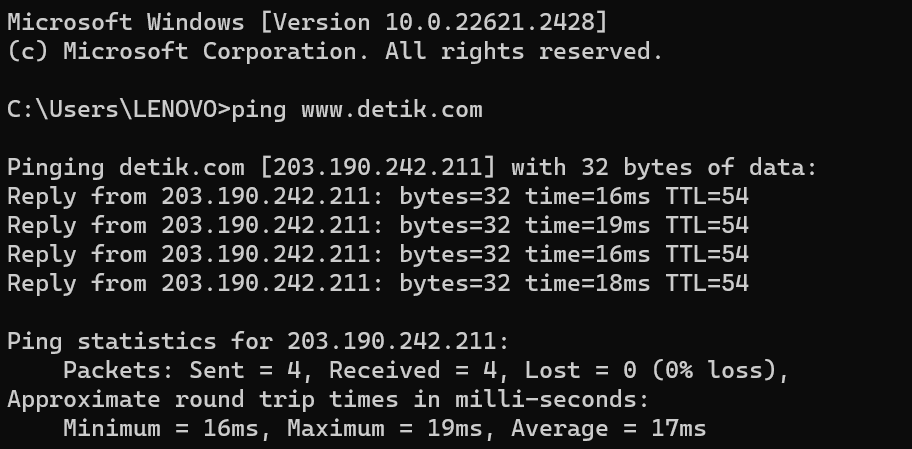 Microsoft Windows [Version 10.0.22621.2428]
(c) Microsoft Corporation. All rights reserved.
C:\Users\LENOVO>ping www.detik.com
Pinging detik.com [203.190.242.211] with 32 bytes of data:
Reply from 203.190.242.211: bytes=32 time=16ms TTL=54
Reply from 203.190.242.211: bytes=32 time=19ms TTL=54
Reply from 203.190.242.211: bytes=32 time=16ms TTL=54
Reply from 203.190.242.211: bytes=32 time=18ms TTL=54
Ping statistics for 203.190.242.211:
    Packets: Sent = 4, Received = 4, Lost = 0 (0% loss),
Approximate round trip times in milli-seconds:
    Minimum = 16ms, Maximum = 19ms, Average = 17ms